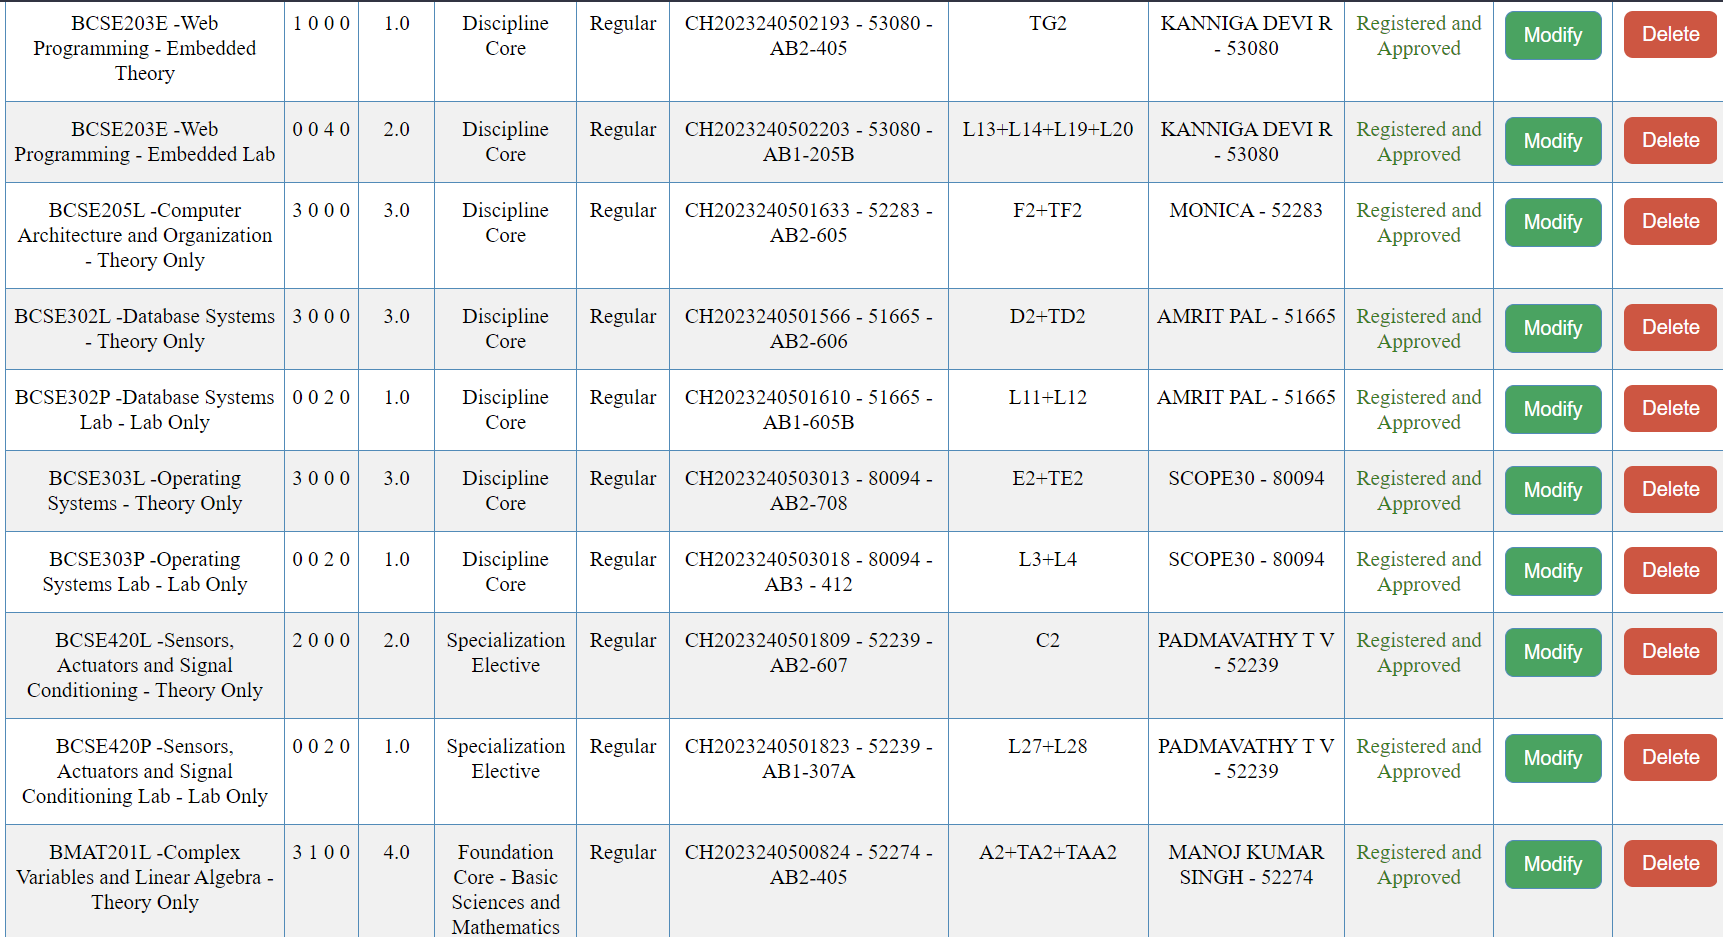 BCSE203E -Web Programming - Embedded Theory 1 0 0 0 1.0 Discipline Core Regular CH2023240502193 - 53080 - AB2-405 TG2 KANNIGA DEVI R - 53080 Registered and Approved Modify Delete
BCSE203E -Web Programming - Embedded Lab 0 0 4 0 2.0 Discipline Core Regular CH2023240502203 - 53080 - AB1-205B L13+L14+L19+L20 KANNIGA DEVI R - 53080 Registered and Approved Modify Delete
BCSE205L -Computer Architecture and Organization - Theory Only 3 0 0 0 3.0 Discipline Core Regular CH2023240501633 - 52283 - AB2-605 F2+TF2 MONICA - 52283 Registered and Approved Modify Delete
BCSE302L -Database Systems - Theory Only 3 0 0 0 3.0 Discipline Core Regular CH2023240501566 - 51665 - AB2-606 D2+TD2 AMRIT PAL - 51665 Registered and Approved Modify Delete
BCSE302P -Database Systems Lab - Lab Only 0 0 2 0 1.0 Discipline Core Regular CH2023240501610 - 51665 - AB1-605B L11+L12 AMRIT PAL - 51665 Registered and Approved Modify Delete
BCSE303L -Operating Systems - Theory Only 3 0 0 0 3.0 Discipline Core Regular CH2023240503013 - 80094 - AB2-708 E2+TE2 SCOPE30 - 80094 Registered and Approved Modify Delete
BCSE303P -Operating Systems Lab - Lab Only 0 0 2 0 1.0 Discipline Core Regular CH2023240503018 - 80094 - AB3 - 412 L3+L4 SCOPE30 - 80094 Registered and Approved Modify Delete
BCSE420L -Sensors, Actuators and Signal Conditioning - Theory Only 2 0 0 0 2.0 Specialization Elective Regular CH2023240501809 - 52239 - AB2-607 C2 PADMAVATHY T V - 52239 Registered and Approved Modify Delete
BCSE420P -Sensors, Actuators and Signal Conditioning Lab - Lab Only 0 0 2 0 1.0 Specialization Elective Regular CH2023240501823 - 52239 - AB1-307A L27+L28 PADMAVATHY T V - 52239 Registered and Approved Modify Delete
BMAT201L -Complex Variables and Linear Algebra - Theory Only 3 1 0 0 4.0 Foundation Core - Basic Sciences and Mathematics Regular CH2023240500824 - 52274 - AB2-405 A2+TA2+TAA2 MANOJ KUMAR SINGH - 52274 Registered and Approved Modify Delete